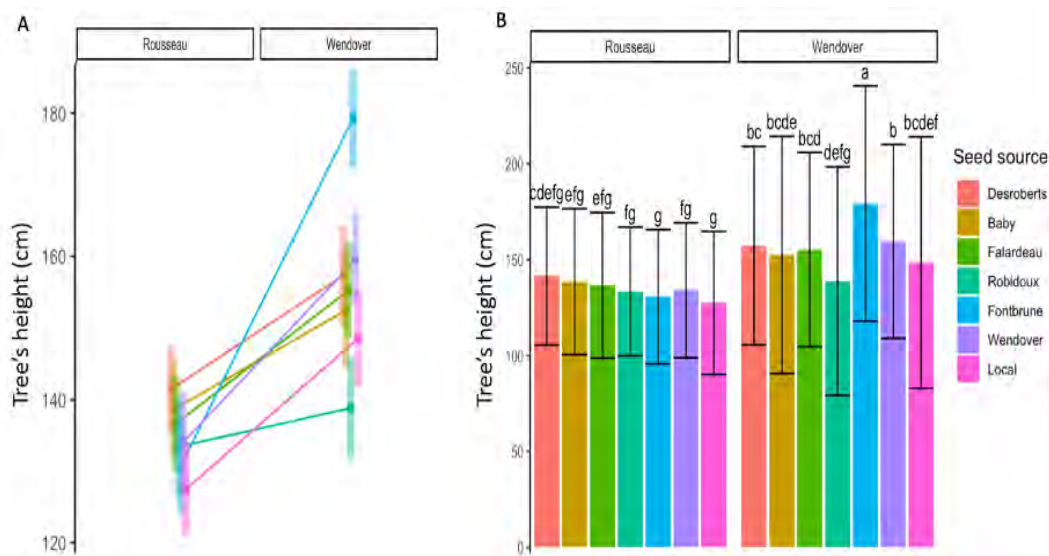 A
Rousseau
Wendover
Tree's height (cm)
180
160
140
120
B
Rousseau
Wendover
Tree's height (cm)
250
200
150
100
50
0
cdefg
efg
efg
fg
g
fg
g
bc
bcde
bcd
defg
a
b
bcdef
Seed source
Desroberts
Baby
Falardeau
Robidoux
Fontbrune
Wendover
Local